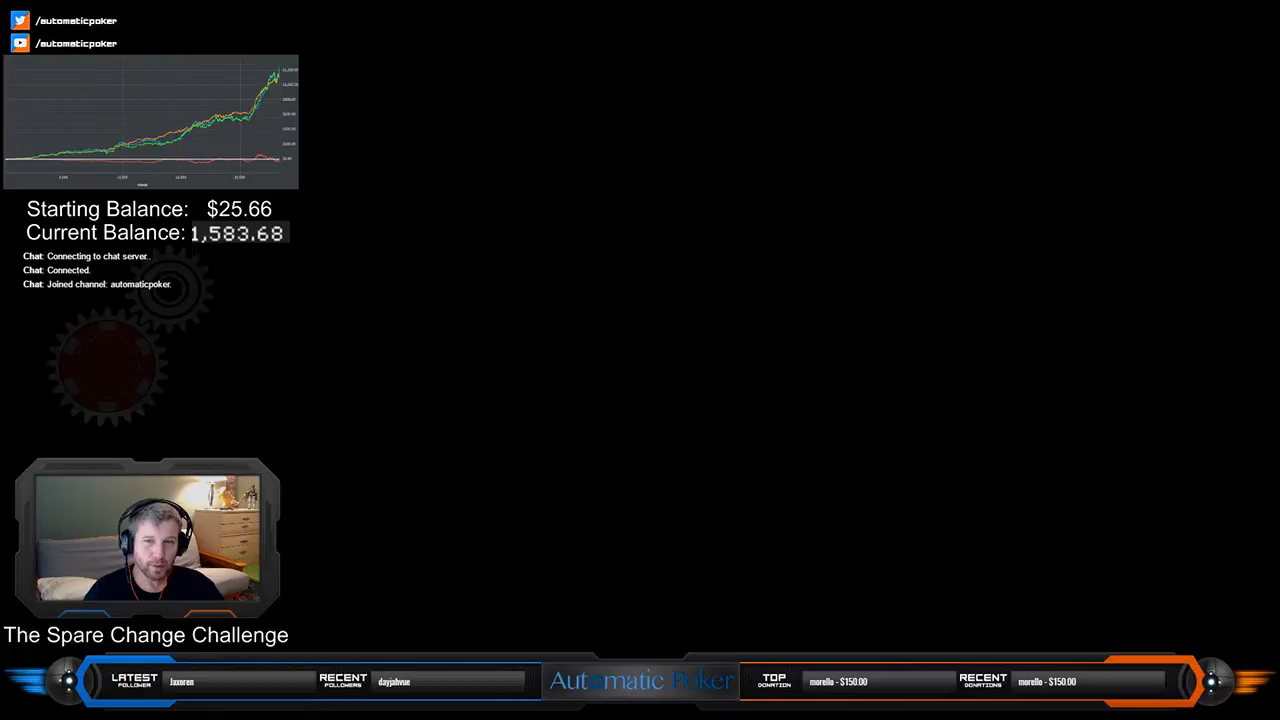 /automaticpoker
/automaticpoker
Starting Balance: $25.66
Current Balance: 1,583.68
Chat: Connecting to chat server..
Chat: Connected.
Chat: Joined channel: automaticpoker.
The Spare Change Challenge
LATEST FOLLOWER Jaxoren RECENT FOLLOWERS dayjahvue Automatic Poker TOP DONATION morello - $150.00 RECENT DONATIONS morello - $150.00